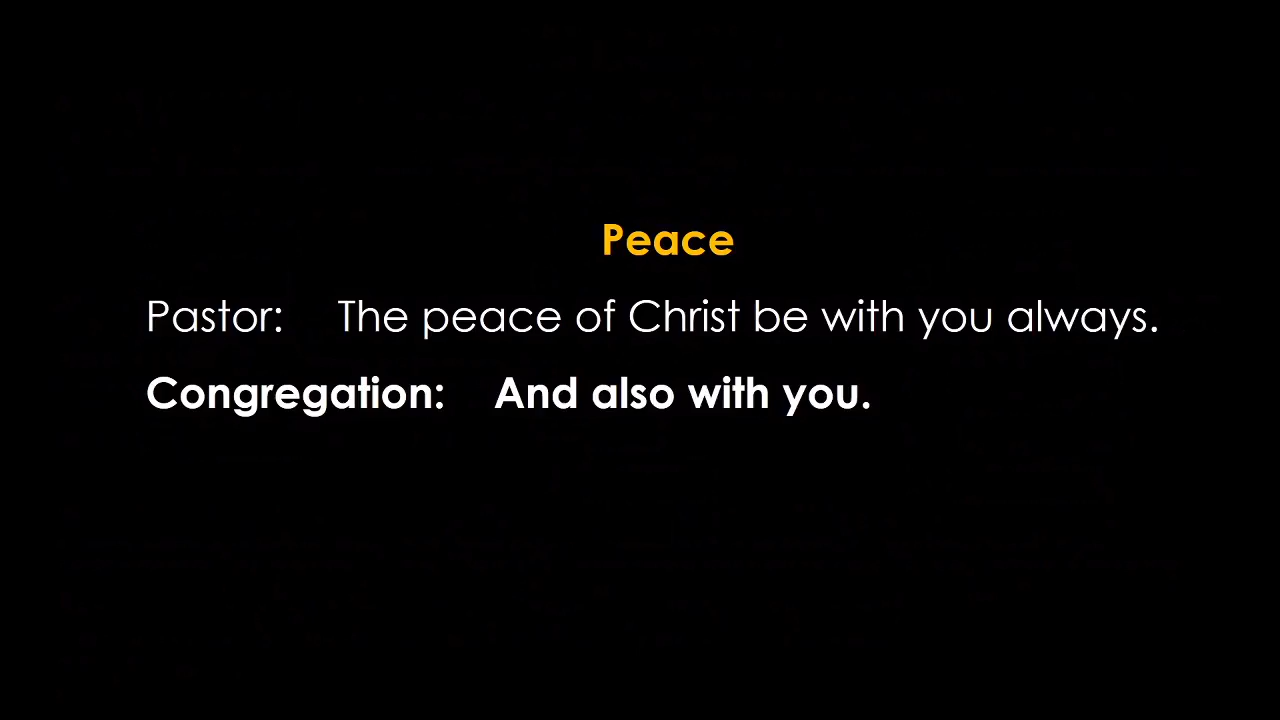 Peace
Pastor: The peace of Christ be with you always.
Congregation: And also with you.